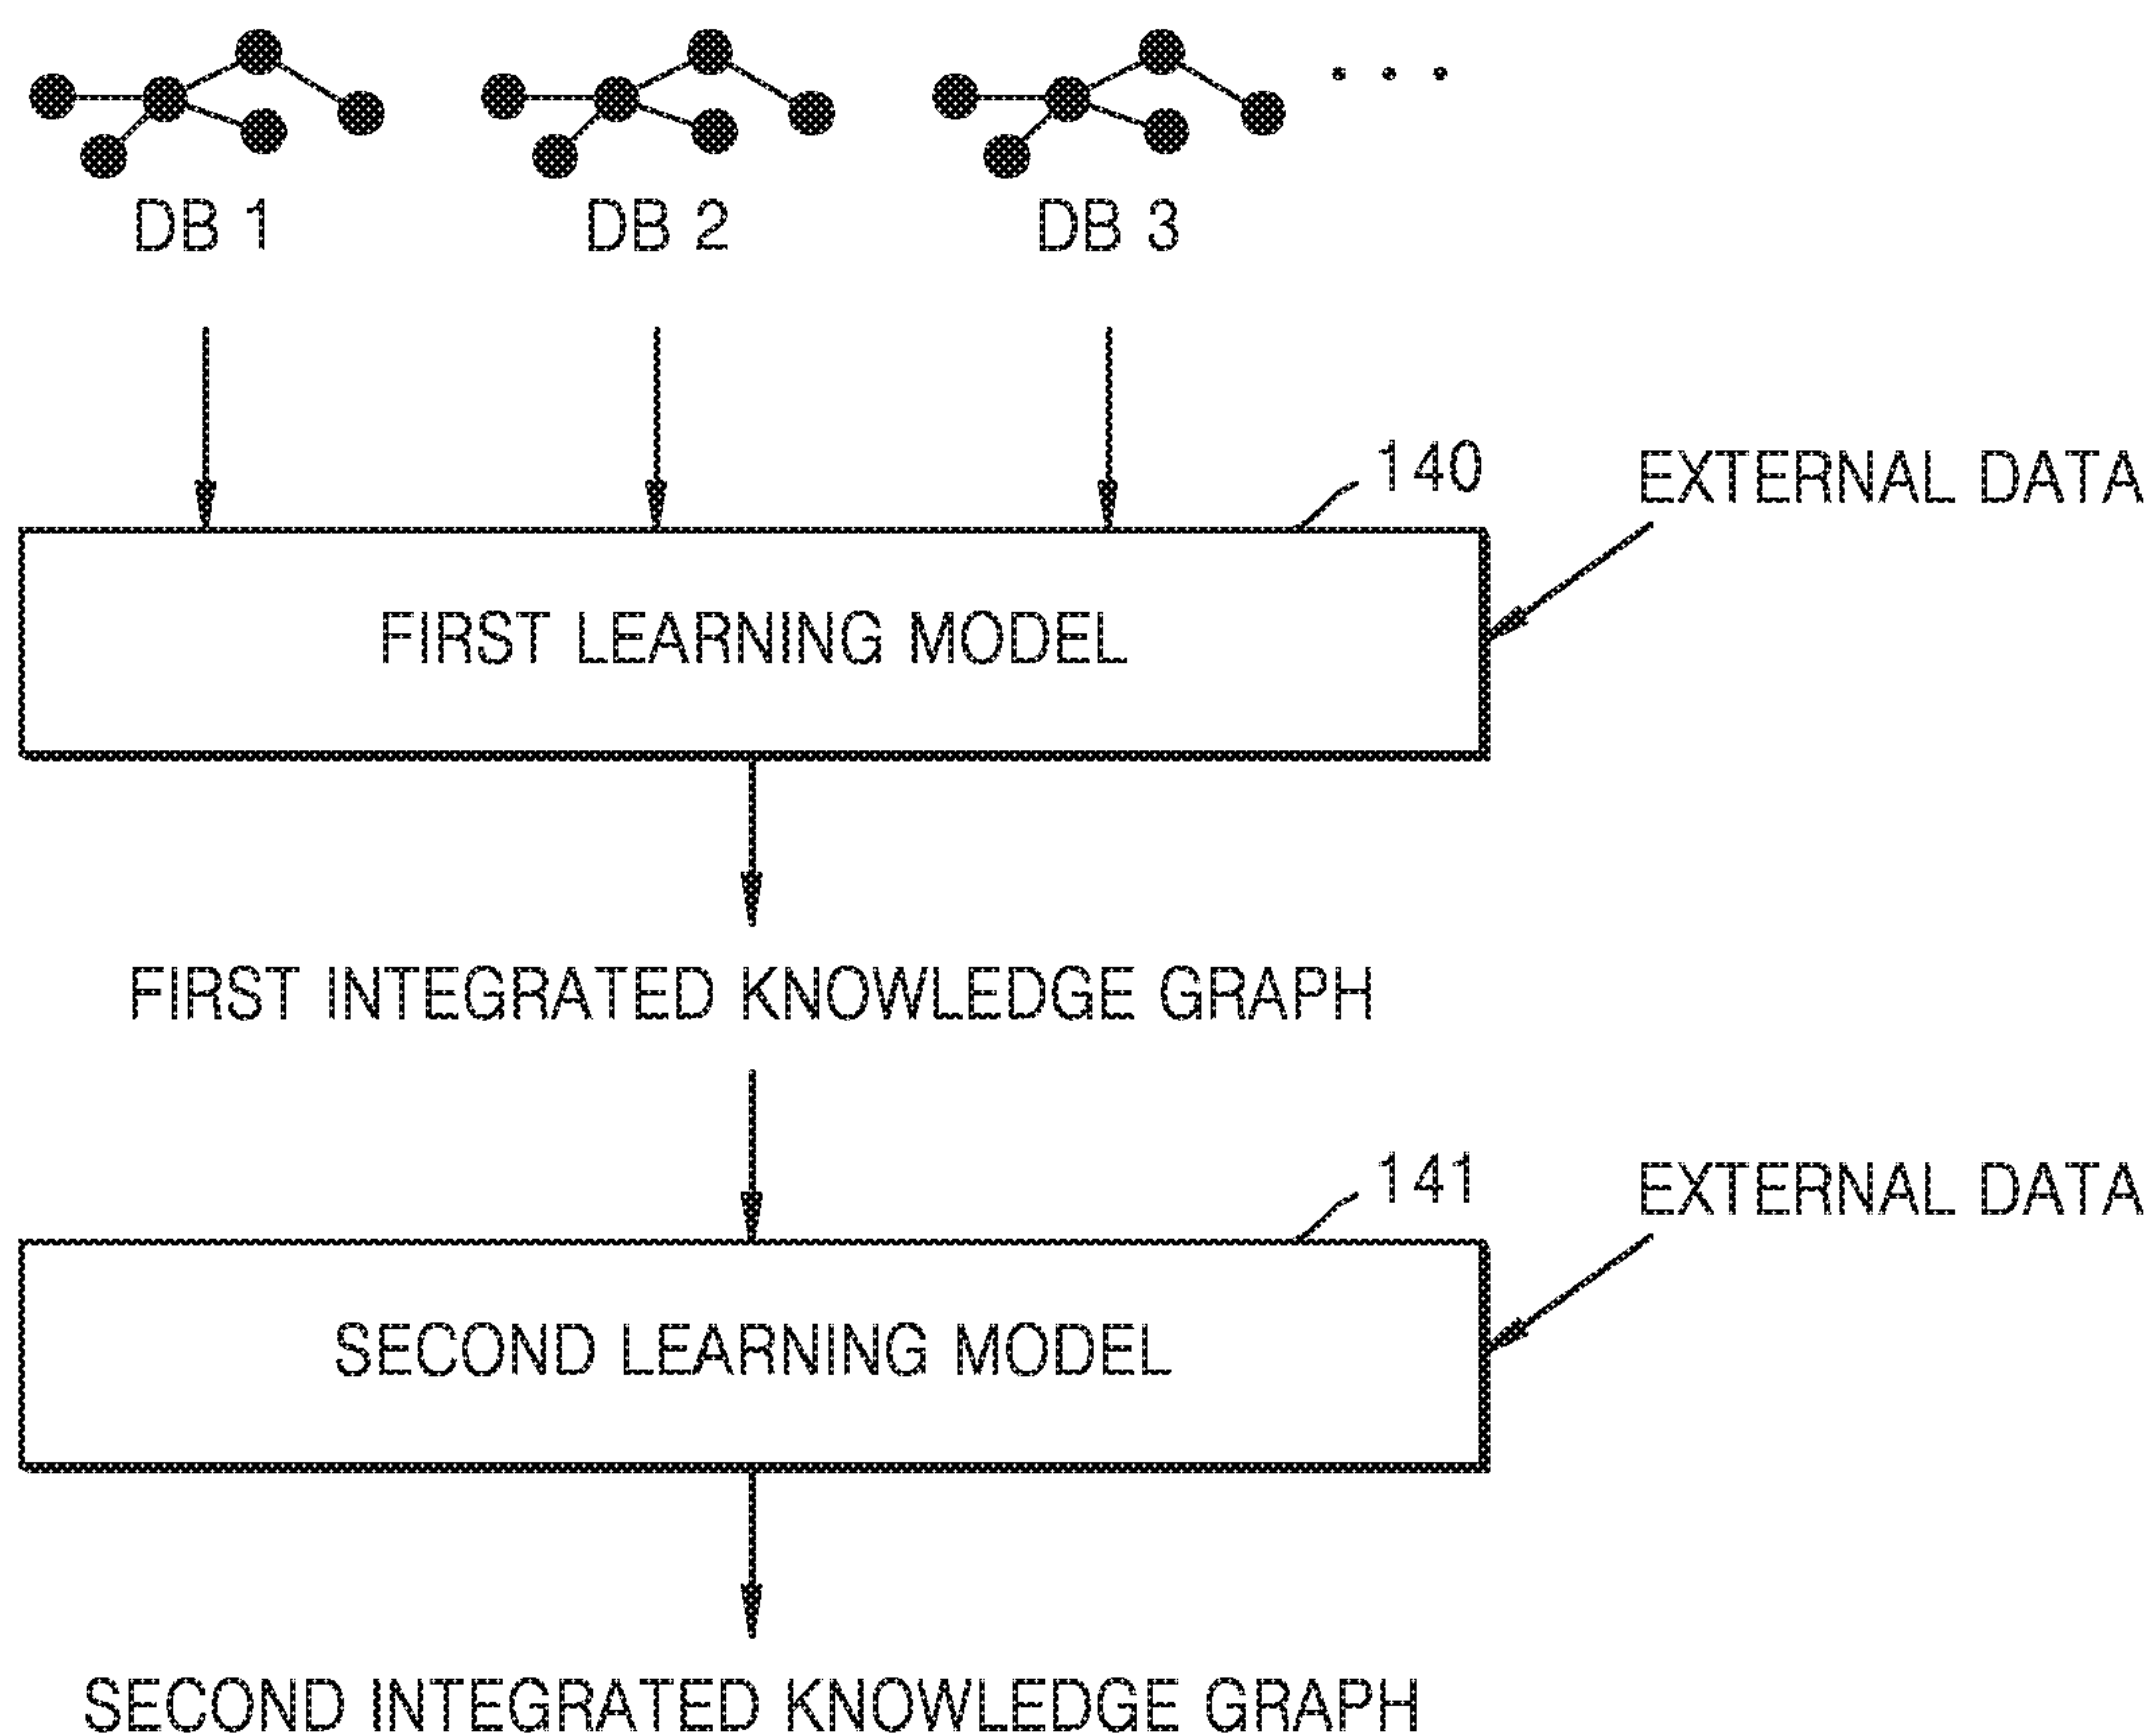 DB 1 DB 2 DB 3 ...
140
EXTERNAL DATA
FIRST LEARNING MODEL
FIRST INTEGRATED KNOWLEDGE GRAPH
141
EXTERNAL DATA
SECOND LEARNING MODEL
SECOND INTEGRATED KNOWLEDGE GRAPH